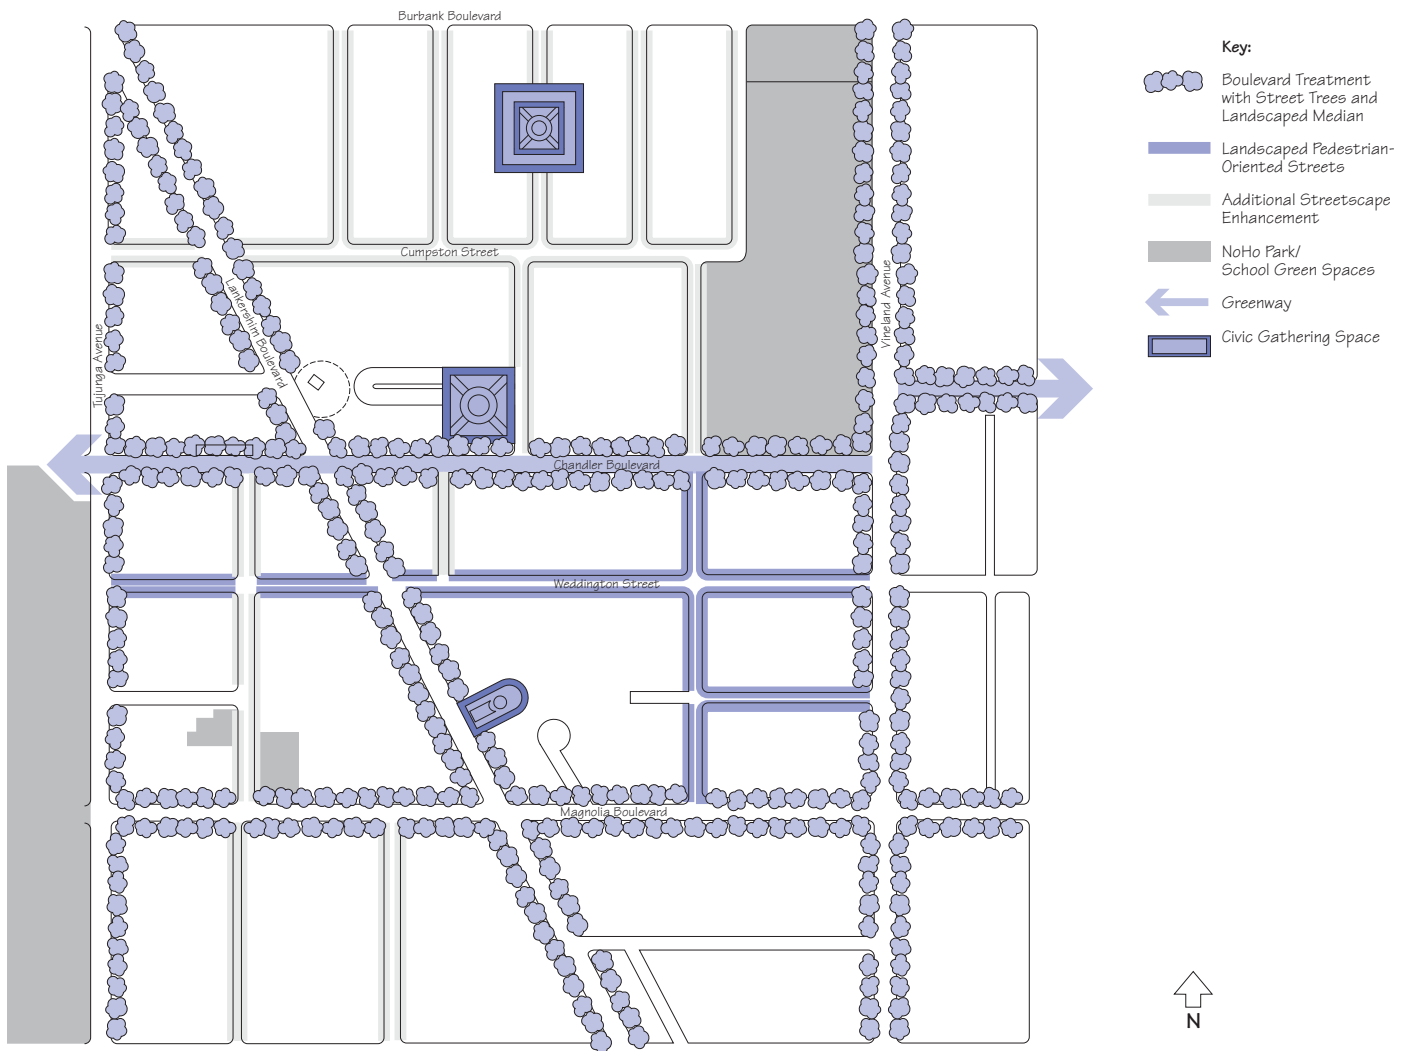 Burbank Boulevard
Cumpston Street
Lankershim Boulevard
Tujunga Avenue
Vineland Avenue
Chandler Boulevard
Weddington Street
Magnolia Boulevard
Key:
Boulevard Treatment
with Street Trees and
Landscaped Median
Landscaped Pedestrian-
Oriented Streets
Additional Streetscape
Enhancement
NoHo Park/
School Green Spaces
Greenway
Civic Gathering Space
N